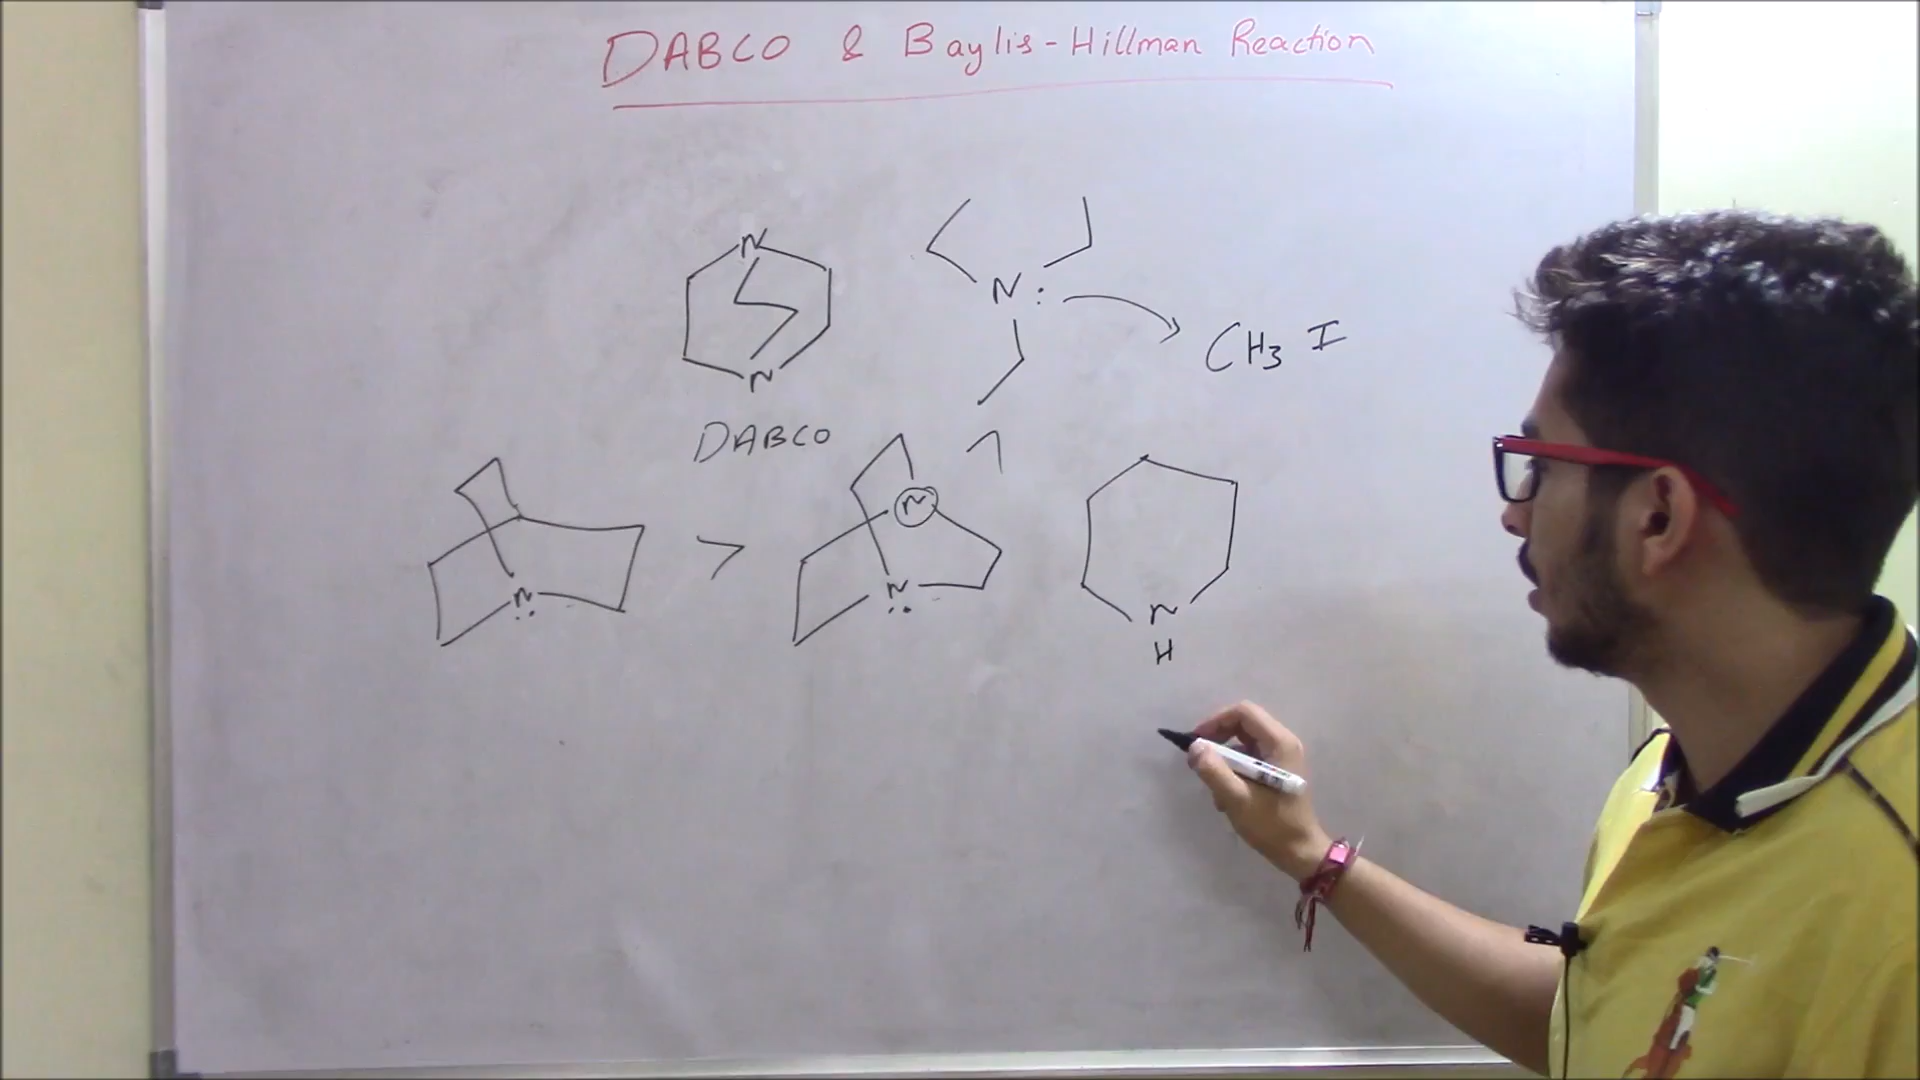 DABCO & Baylis-Hillman Reaction
N
N
DABCO
N:
CH3 I
N
:
>
N
N
:
N
H